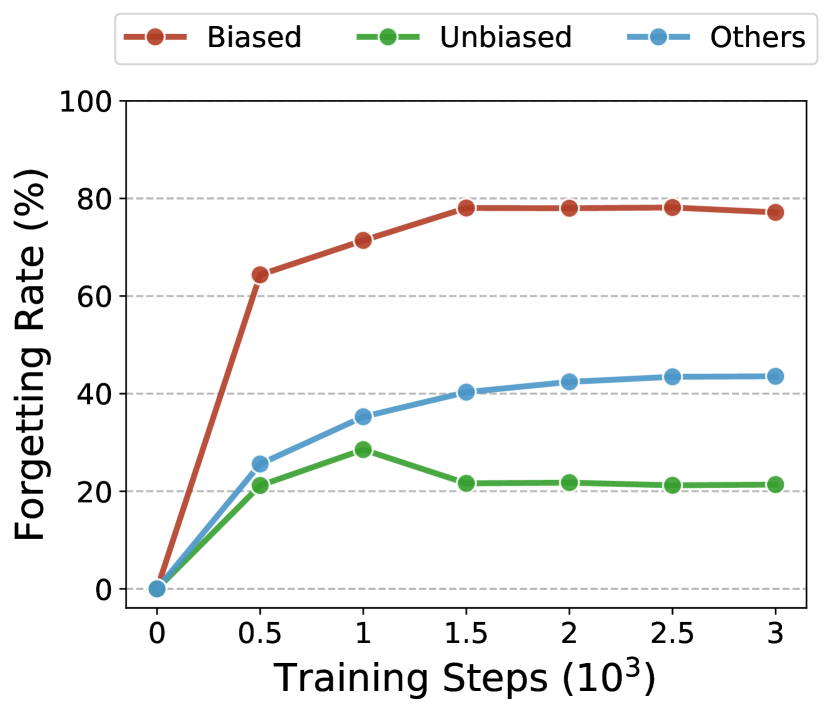 Biased Unbiased Others
100
80
60
40
20
0
Forgetting Rate (%)
0 0.5 1 1.5 2 2.5 3
Training Steps (10³)